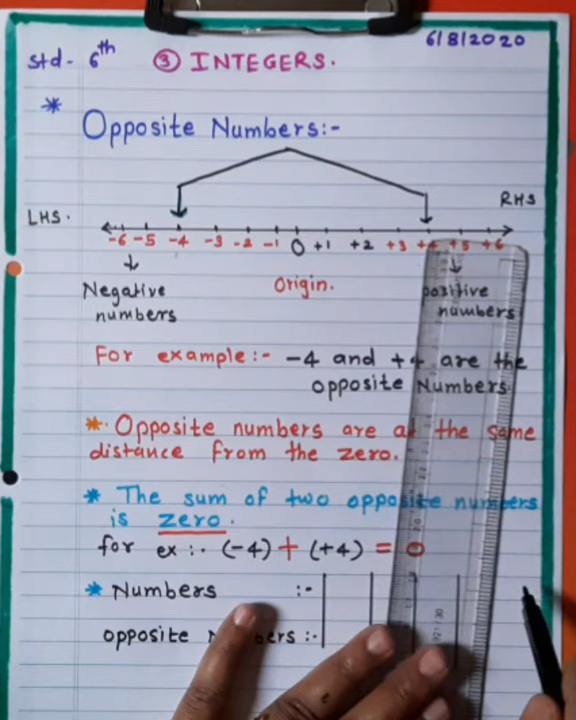 6/8/2020
Std - 6th ③ INTEGERS.
* Opposite Numbers:-
LHS. RHS
-6 -5 -4 -3 -2 -1 0 +1 +2 +3 +4 +5 +6
Negative numbers
Origin.
positive numbers
For example:- -4 and +4 are the
opposite Numbers.
*. Opposite numbers are at the same
distance from the zero.
* The sum of two opposite numbers
is zero.
for ex:. (-4) + (+4) = 0
* Numbers :-
opposite Numbers :-